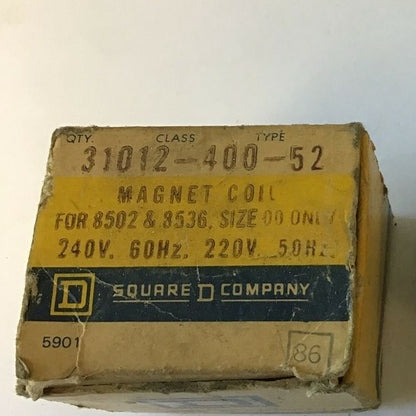 QTY. CLASS TYPE
31012-400-52
MAGNET COIL
FOR 8502 & 8536, SIZE 00 ONLY
240V. 60Hz. 220V. 50Hz.
D SQUARE D COMPANY
5901
86